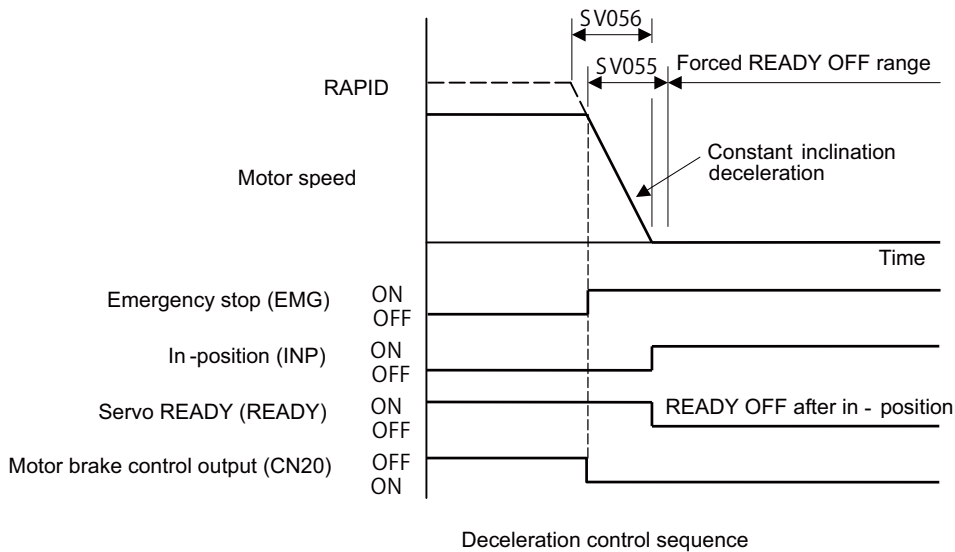 SV056
SV055
Forced READY OFF range
RAPID
Motor speed
Constant inclination
deceleration
Time
Emergency stop (EMG)
ON
OFF
In-position (INP)
ON
OFF
Servo READY (READY)
ON
OFF
READY OFF after in - position
Motor brake control output (CN20)
OFF
ON
Deceleration control sequence